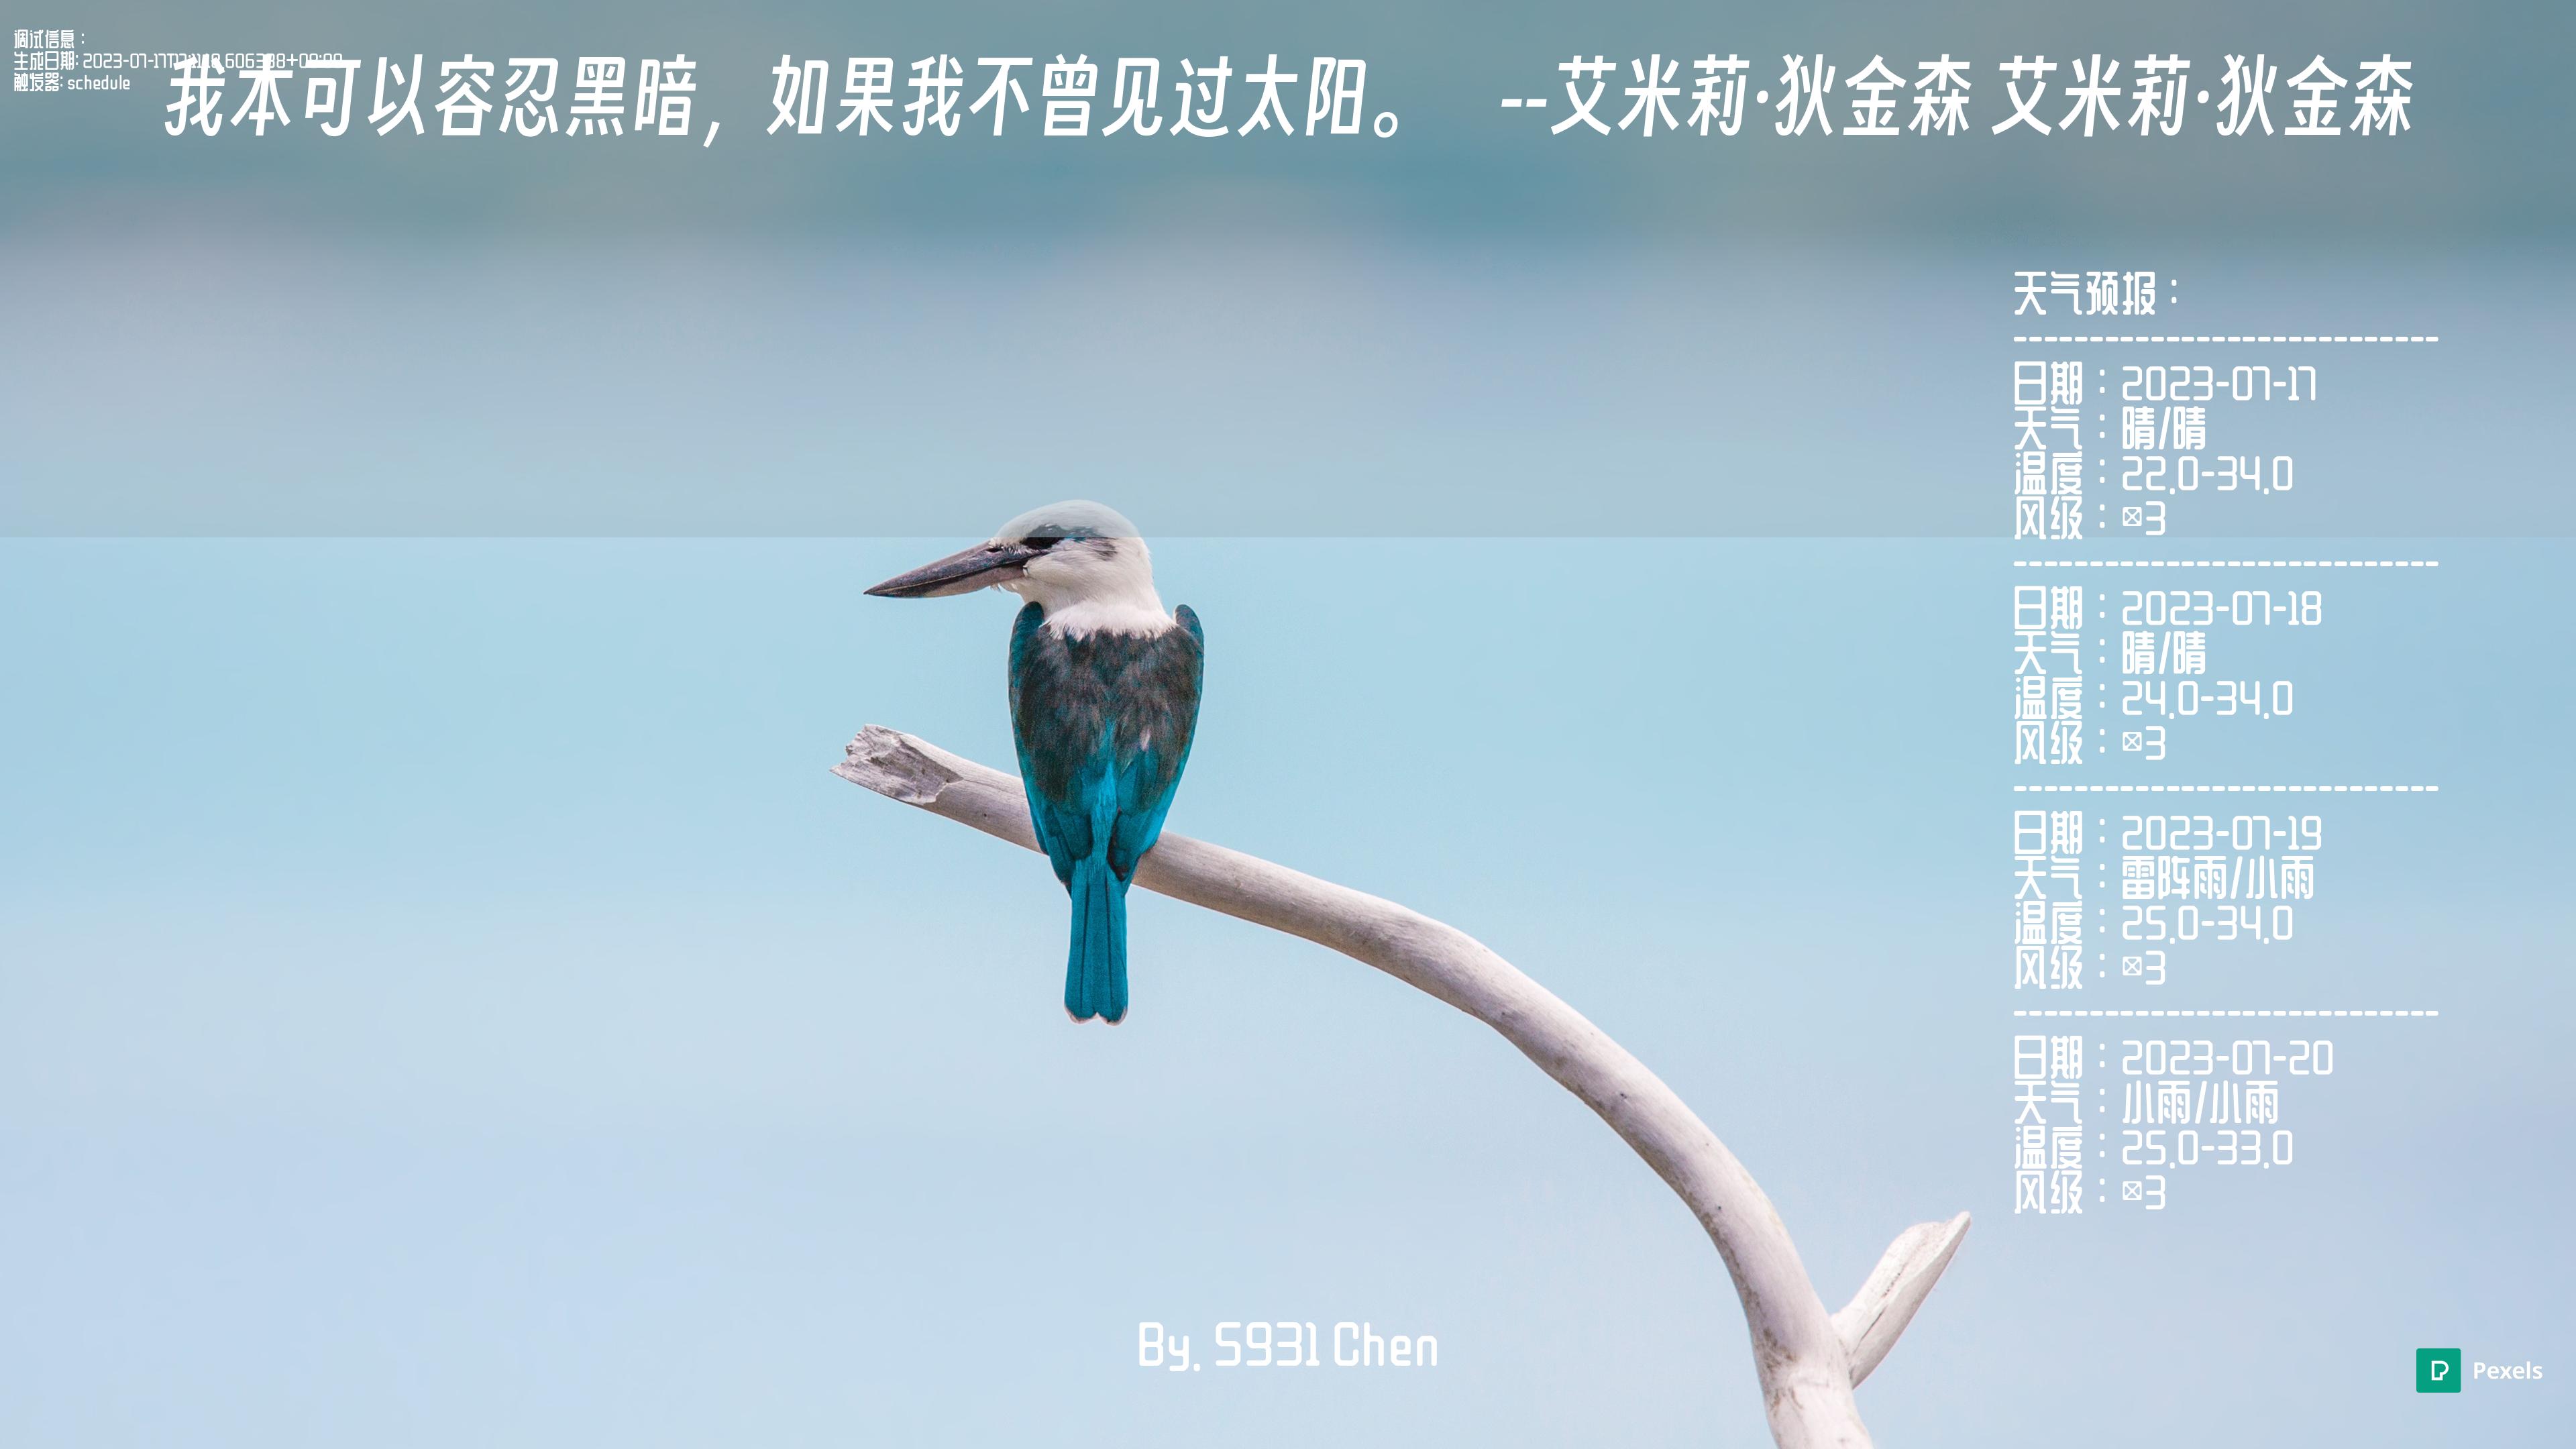 调试信息：
生成日期: 2023-07-17
触发器: schedule
我本可以容忍黑暗，如果我不曾见过太阳。 --艾米莉·狄金森 艾米莉·狄金森
天气预报：
----------------------------
日期：2023-07-17
天气：晴/晴
温度：22.0-34.0
风级：3
----------------------------
日期：2023-07-18
天气：晴/晴
温度：24.0-34.0
风级：3
----------------------------
日期：2023-07-19
天气：雷阵雨/小雨
温度：25.0-34.0
风级：3
----------------------------
日期：2023-07-20
天气：小雨/小雨
温度：25.0-33.0
风级：3
By. S931 Chen
Pexels